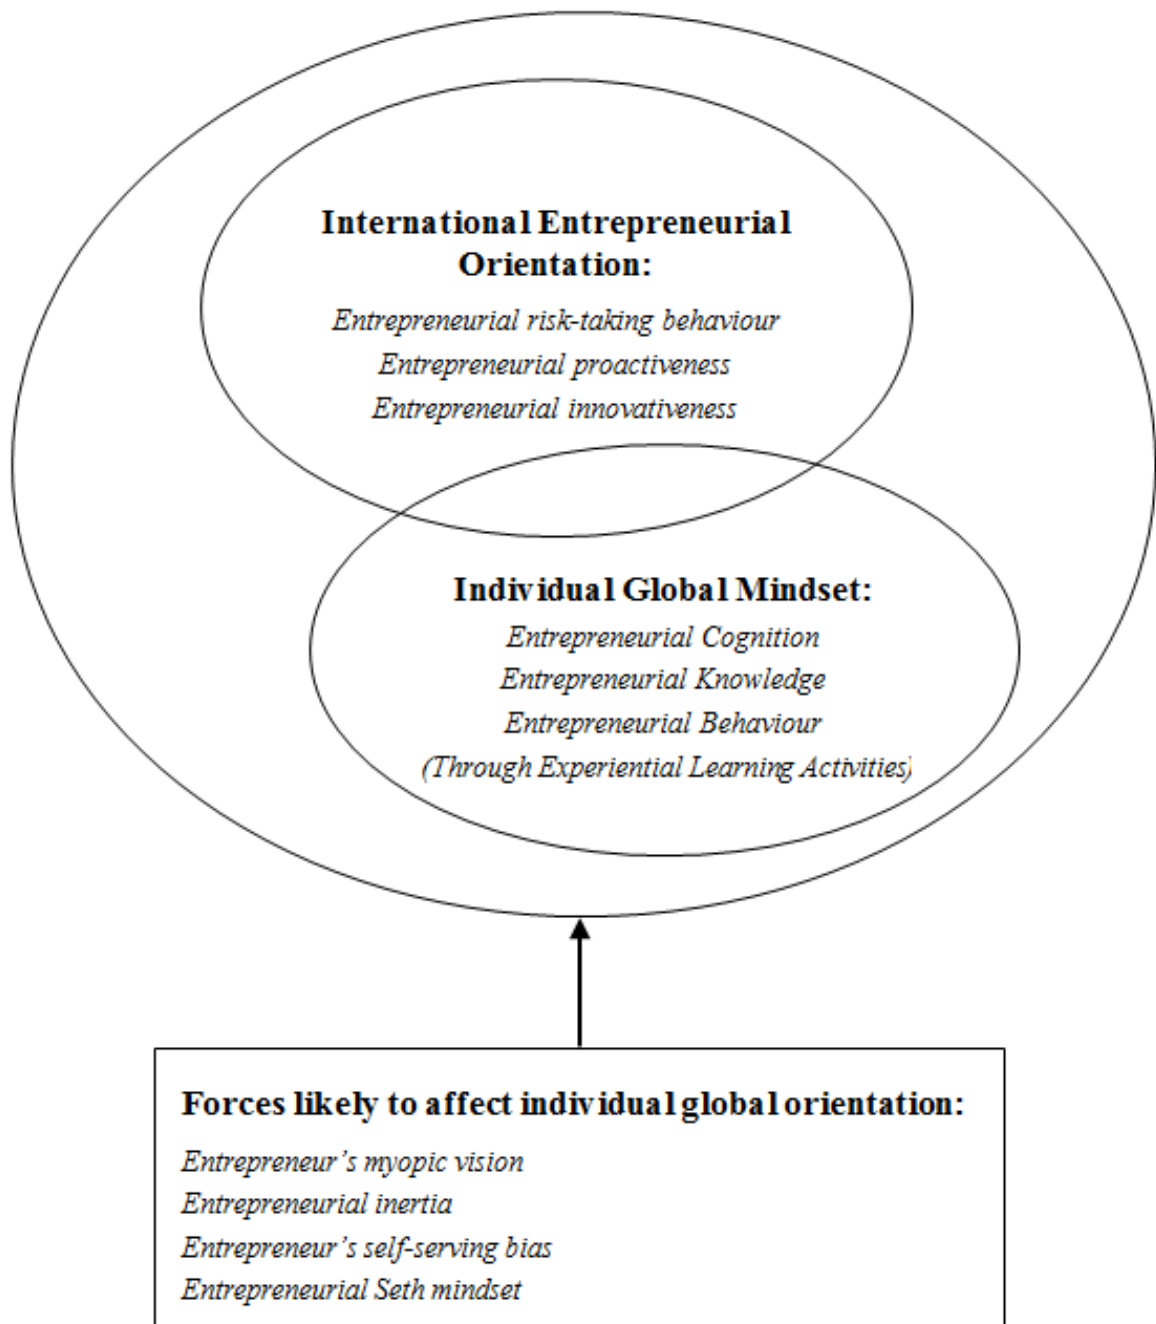 International Entrepreneurial
Orientation:
Entrepreneurial risk-taking behaviour
Entrepreneurial proactiveness
Entrepreneurial innovativeness
Individual Global Mindset:
Entrepreneurial Cognition
Entrepreneurial Knowledge
Entrepreneurial Behaviour
(Through Experiential Learning Activities)
Forces likely to affect individual global orientation:
Entrepreneur’s myopic vision
Entrepreneurial inertia
Entrepreneur’s self-serving bias
Entrepreneurial Seth mindset